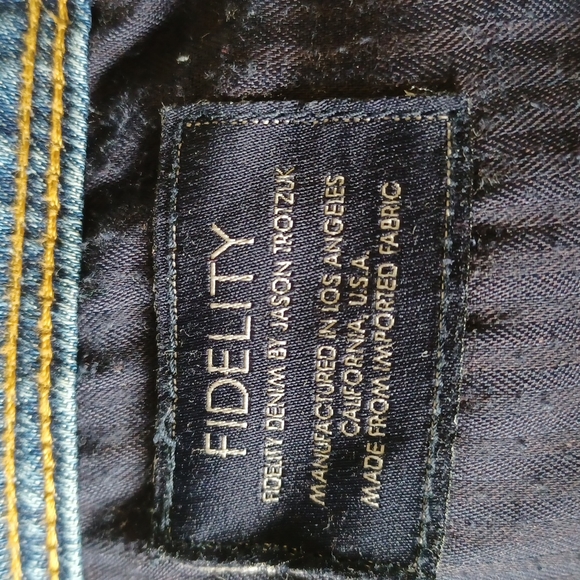 FIDELITY
FIDELITY DENIM BY JASON TROTZUK
MANUFACTURED IN LOS ANGELES
CALIFORNIA, U.S.A.
MADE FROM IMPORTED FABRIC